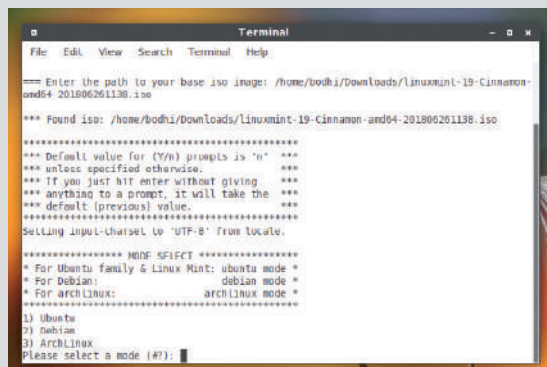 Terminal
File Edit View Search Terminal Help
=== Enter the path to your base iso image: /home/bodhi/Downloads/linuxmint-19-Cinnamon-
amd64-201806261138.iso
*** Found iso: /home/bodhi/Downloads/linuxmint-19-Cinnamon-amd64-201806261138.iso
***********************************************
*** Default value for (Y/n) prompts is 'n' ***
*** unless specified otherwise. ***
*** If you just hit enter without giving ***
*** anything to a prompt, it will take the ***
*** default (previous) value. ***
***********************************************
Setting input-charset to 'UTF-8' from locale.
***************** MODE SELECT *****************
* For Ubuntu family & Linux Mint: ubuntu mode *
* For Debian: debian mode *
* For archLinux: archLinux mode *
***********************************************
1) Ubuntu
2) Debian
3) ArchLinux
Please select a mode (#?):